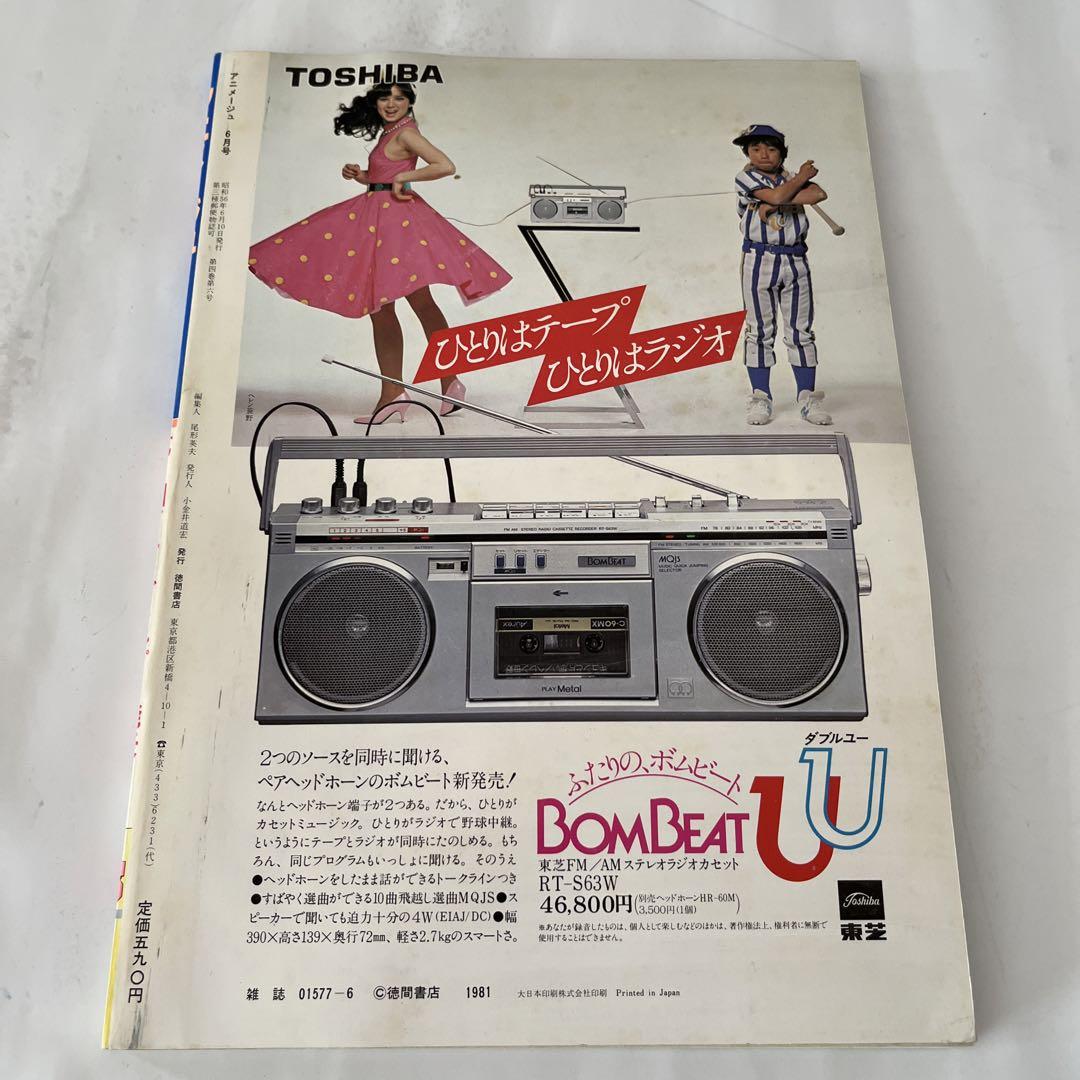 TOSHIBA
ひとりはテープ
ひとりはラジオ
アニメージュ 6月号
昭和56年6月10日発行
第三種郵便物認可 第四巻第六号
編集人 尾形英夫 発行人 小金井道宏 発行 徳間書店 東京都港区新橋4-10-1 ☎東京(433)6231(代)
定価五九〇円
FM/AM STEREO RADIO CASSETTE RECORDER RT-S63W
BATTERY
BOMBEAT
MQJS
MUSIC QUICK JUMPING
SELECTOR
C-60MX
Metal
Aurex
PLAY Metal
2つのソースを同時に聞ける、
ペアヘッドホーンのボムビート新発売!
なんとヘッドホーン端子が2つある。だから、ひとりが
カセットミュージック。ひとりがラジオで野球中継。
というようにテープとラジオが同時にたのしめる。もち
ろん、同じプログラムもいっしょに聞ける。そのうえ
●ヘッドホーンをしたまま話ができるトークラインつき
●すばやく選曲ができる10曲飛越し選曲MQJS●ス
ピーカーで聞いても迫力十分の4W(EIAJ/DC)●幅
390×高さ139×奥行72mm、軽さ2.7kgのスマートさ。
ダブルユー
ふたりの、ボムビート
BOMBEAT UU
東芝FM/AMステレオラジオカセット
RT-S63W
46,800円(別売ヘッドホーンHR-60M)
3,500円(1個)
※あなたが録音したものは、個人として楽しむなどのほかは、著作権法上、権利者に無断で
使用することはできません。
Toshiba
東芝
雑誌 01577-6 ©徳間書店 1981 大日本印刷株式会社印刷 Printed in Japan